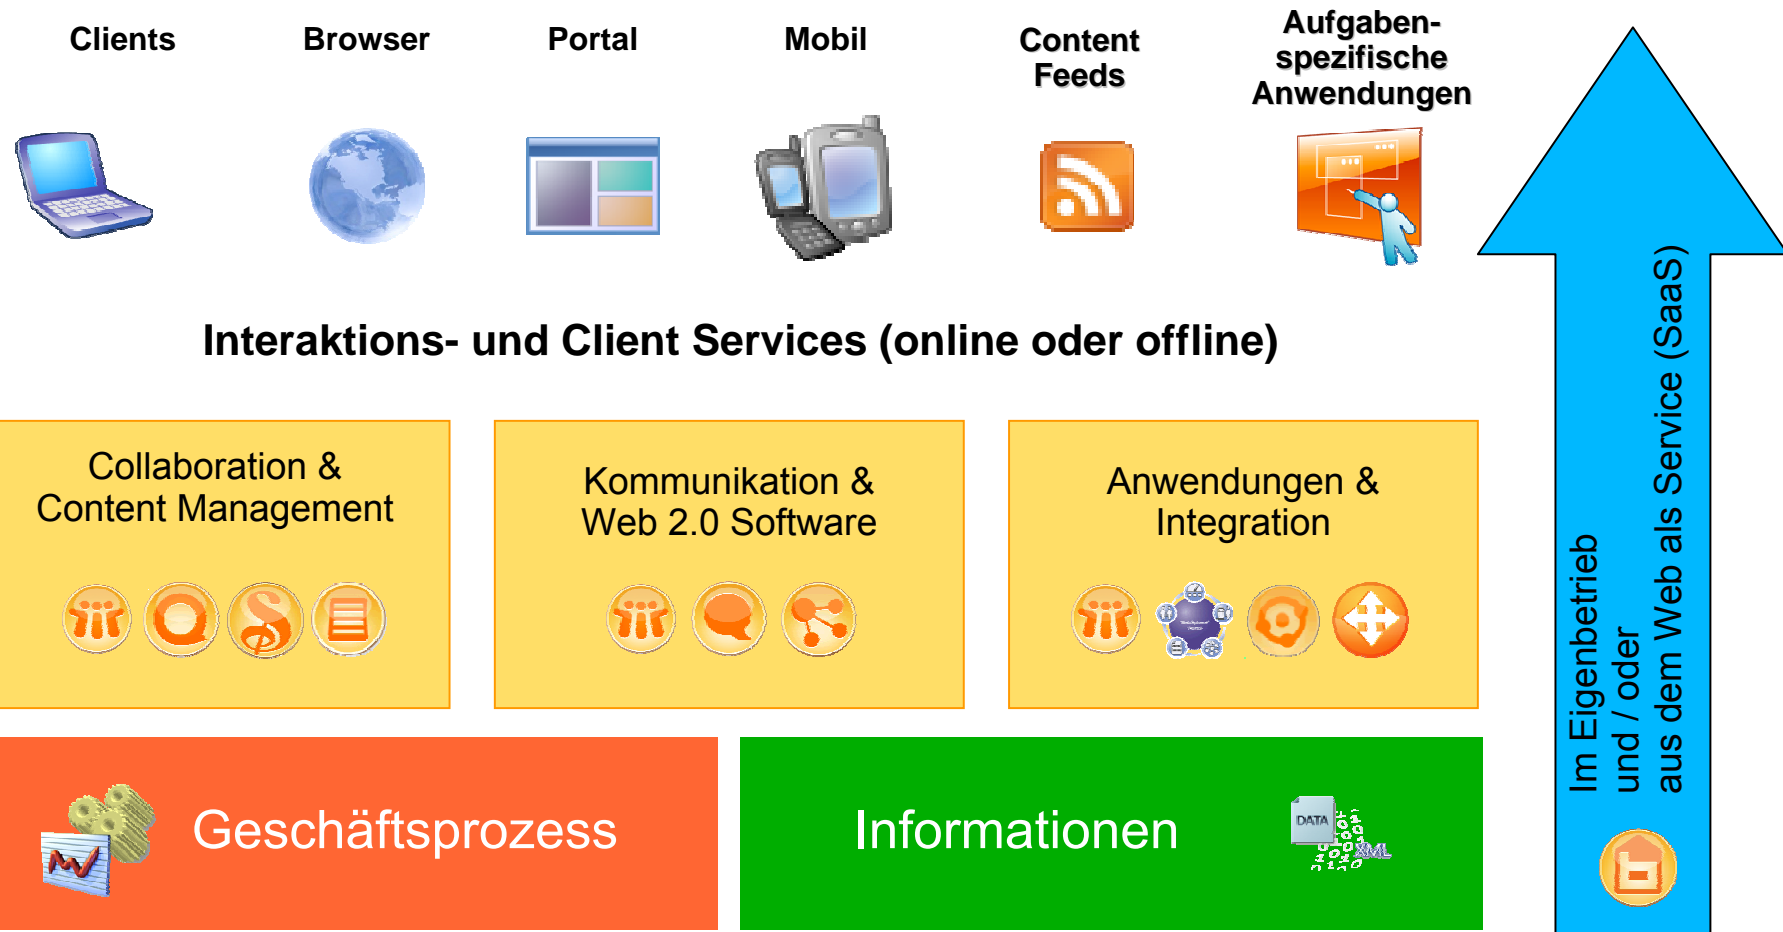 Clients
Browser
Portal
Mobil
Content
Feeds
Aufgaben-
spezifische
Anwendungen
Interaktions- und Client Services (online oder offline)
Collaboration &
Content Management
Kommunikation &
Web 2.0 Software
Anwendungen &
Integration
Geschäftsprozess
Informationen
DATA
XML
Im Eigenbetrieb
und / oder
aus dem Web als Service (SaaS)